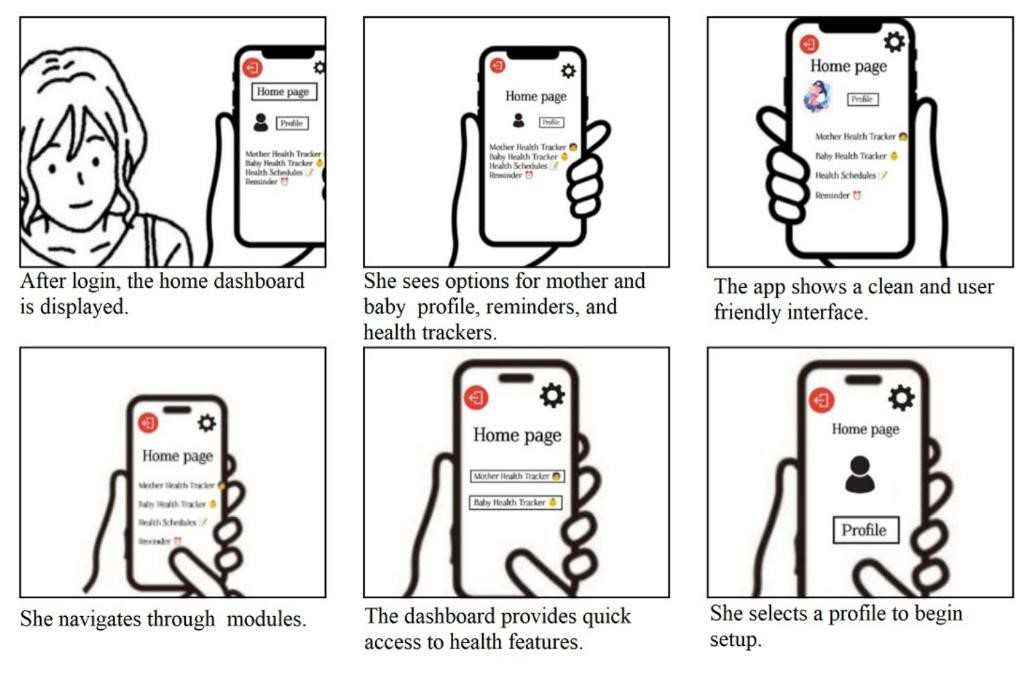 Home page
Profile
Mother Health Tracker
Baby Health Tracker
Health Schedules
Reminder
After login, the home dashboard
is displayed.
Home page
Profile
Mother Health Tracker
Baby Health Tracker
Health Schedules
Reminder
She sees options for mother and
baby profile, reminders, and
health trackers.
Home page
Profile
Mother Health Tracker
Baby Health Tracker
Health Schedules
Reminder
The app shows a clean and user
friendly interface.
Home page
Mother Health Tracker
Baby Health Tracker
Health Schedules
Reminder
She navigates through modules.
Home page
Mother Health Tracker
Baby Health Tracker
The dashboard provides quick
access to health features.
Home page
Profile
She selects a profile to begin
setup.